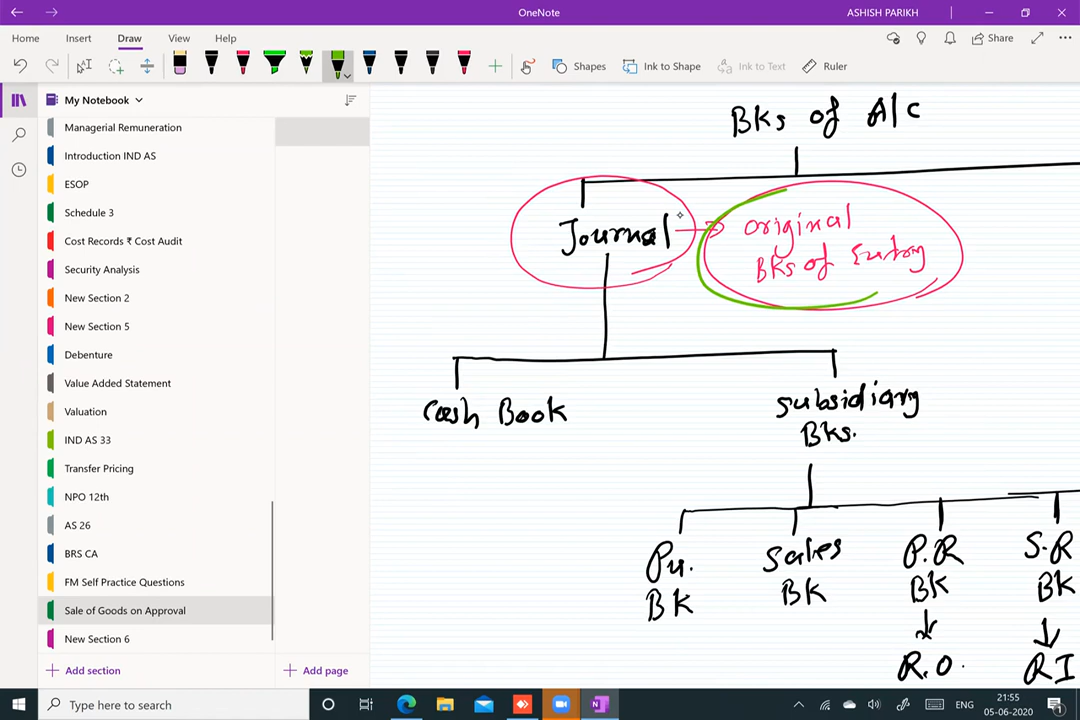 OneNote
ASHISH PARIKH
Home
Insert
Draw
View
Help
Share
Shapes
Ink to Shape
Ink to Text
Ruler
My Notebook
Managerial Remuneration
Introduction IND AS
ESOP
Schedule 3
Cost Records ₹ Cost Audit
Security Analysis
New Section 2
New Section 5
Debenture
Value Added Statement
Valuation
IND AS 33
Transfer Pricing
NPO 12th
AS 26
BRS CA
FM Self Practice Questions
Sale of Goods on Approval
New Section 6
Add section
Add page
Bks of A/c
Journal
original
Bks of Entry
Cash Book
subsidiary
Bks.
Pu.
BK
Sales
BK
P.R
BK
R.O.
S.R
BK
RI
Type here to search
ENG
21:55
05-06-2020
1